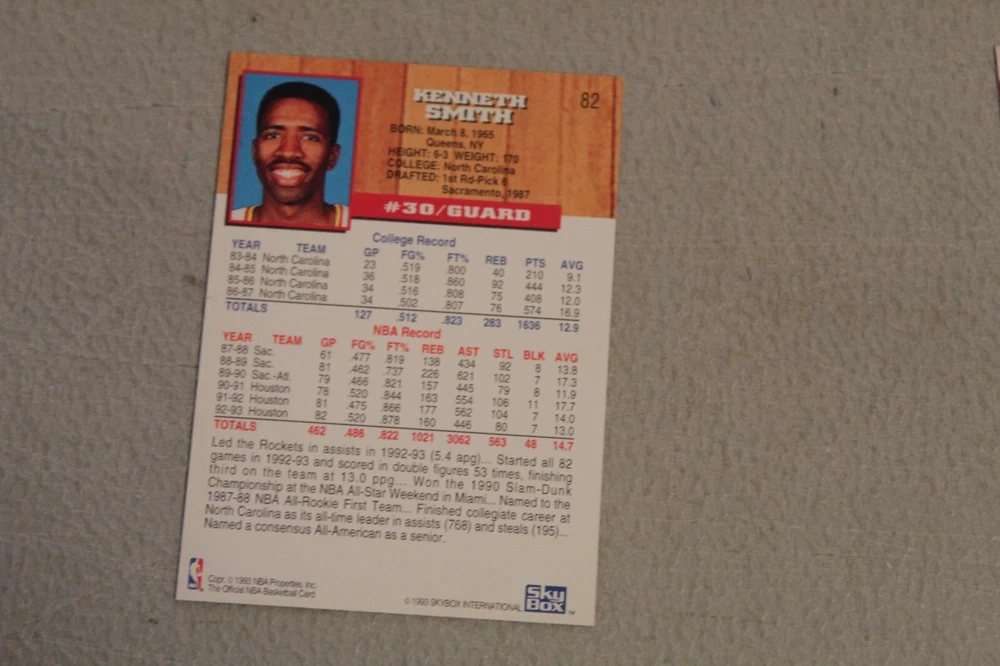 82
KENNETH
SMITH
BORN: March 8, 1965
Queens, NY
HEIGHT: 6-3 WEIGHT: 170
COLLEGE: North Carolina
DRAFTED: 1st Rd-Pick 6
Sacramento, 1987
#30/GUARD
College Record
YEAR TEAM GP FG% FT% REB PTS AVG
83-84 North Carolina 23 .519 .800 40 210 9.1
84-85 North Carolina 36 .518 .860 92 444 12.3
85-86 North Carolina 34 .516 .808 75 408 12.0
86-87 North Carolina 34 .502 .807 76 574 16.9
TOTALS 127 .512 .823 283 1636 12.9
NBA Record
YEAR TEAM GP FG% FT% REB AST STL BLK AVG
87-88 Sac. 61 .477 .819 138 434 92 8 13.8
88-89 Sac. 81 .462 .737 226 621 102 7 17.3
89-90 Sac.-Atl. 79 .466 .821 157 445 79 8 11.9
90-91 Houston 78 .520 .844 163 554 106 11 17.7
91-92 Houston 81 .475 .866 177 562 104 7 14.0
92-93 Houston 82 .520 .878 160 446 80 7 13.0
TOTALS 462 .486 .822 1021 3062 563 48 14.7
Led the Rockets in assists in 1992-93 (5.4 apg)... Started all 82
games in 1992-93 and scored in double figures 53 times, finishing
third on the team at 13.0 ppg... Won the 1990 Slam-Dunk
Championship at the NBA All-Star Weekend in Miami... Named to the
1987-88 NBA All-Rookie First Team... Finished collegiate career at
North Carolina as its all-time leader in assists (768) and steals (195)...
Named a consensus All-American as a senior.
Copr. © 1993 NBA Properties, Inc.
The Official NBA Basketball Card
© 1993 SKYBOX INTERNATIONAL
Sky
Box
™